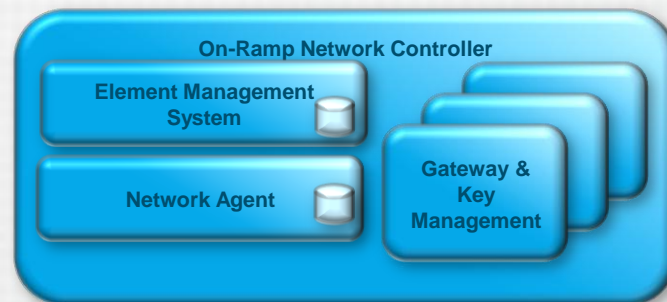 On-Ramp Network Controller
Element Management
System
Network Agent
Gateway &
Key
Management